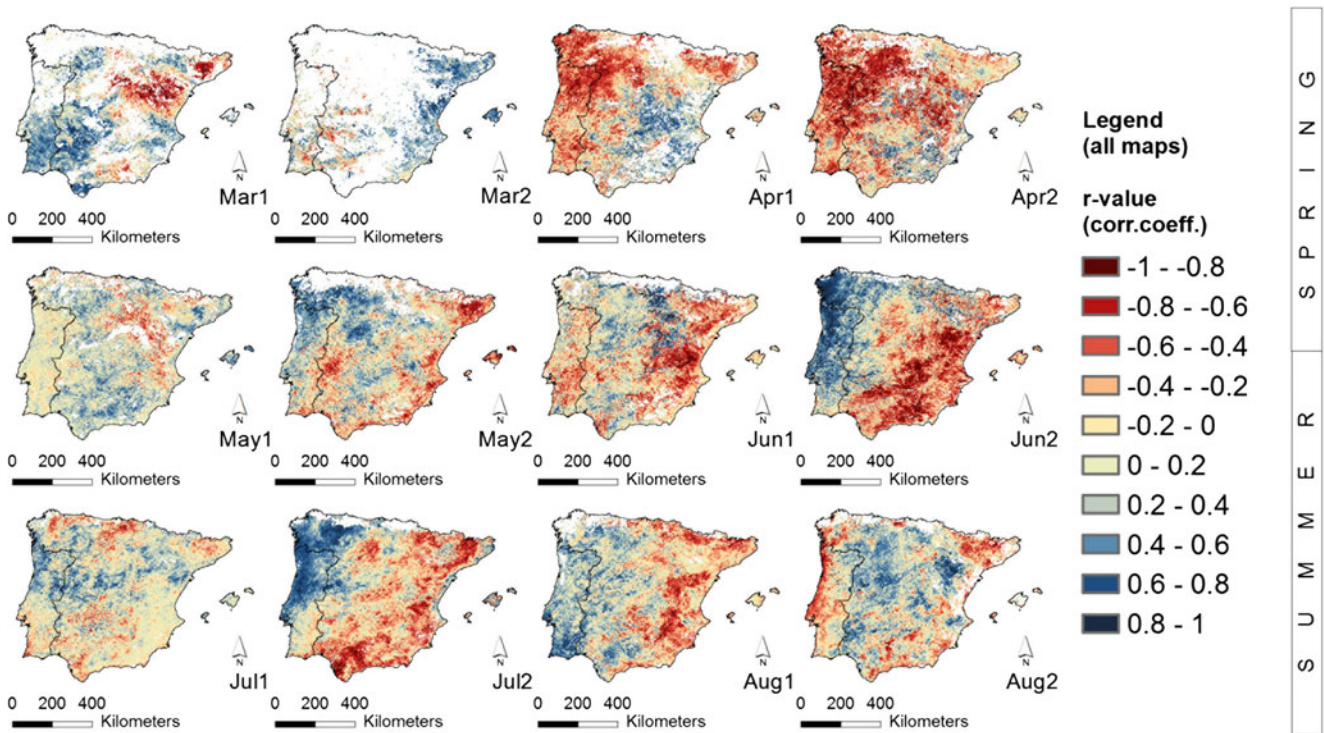 Mar1
Mar2
Apr1
Apr2
0 200 400
Kilometers
0 200 400
Kilometers
0 200 400
Kilometers
0 200 400
Kilometers
N
N
N
N
May1
May2
Jun1
Jun2
0 200 400
Kilometers
0 200 400
Kilometers
0 200 400
Kilometers
0 200 400
Kilometers
N
N
N
N
Jul1
Jul2
Aug1
Aug2
0 200 400
Kilometers
0 200 400
Kilometers
0 200 400
Kilometers
0 200 400
Kilometers
N
N
N
N
Legend
(all maps)
r-value
(corr.coeff.)
-1 - -0.8
-0.8 - -0.6
-0.6 - -0.4
-0.4 - -0.2
-0.2 - 0
0 - 0.2
0.2 - 0.4
0.4 - 0.6
0.6 - 0.8
0.8 - 1
SPRING
SUMMER